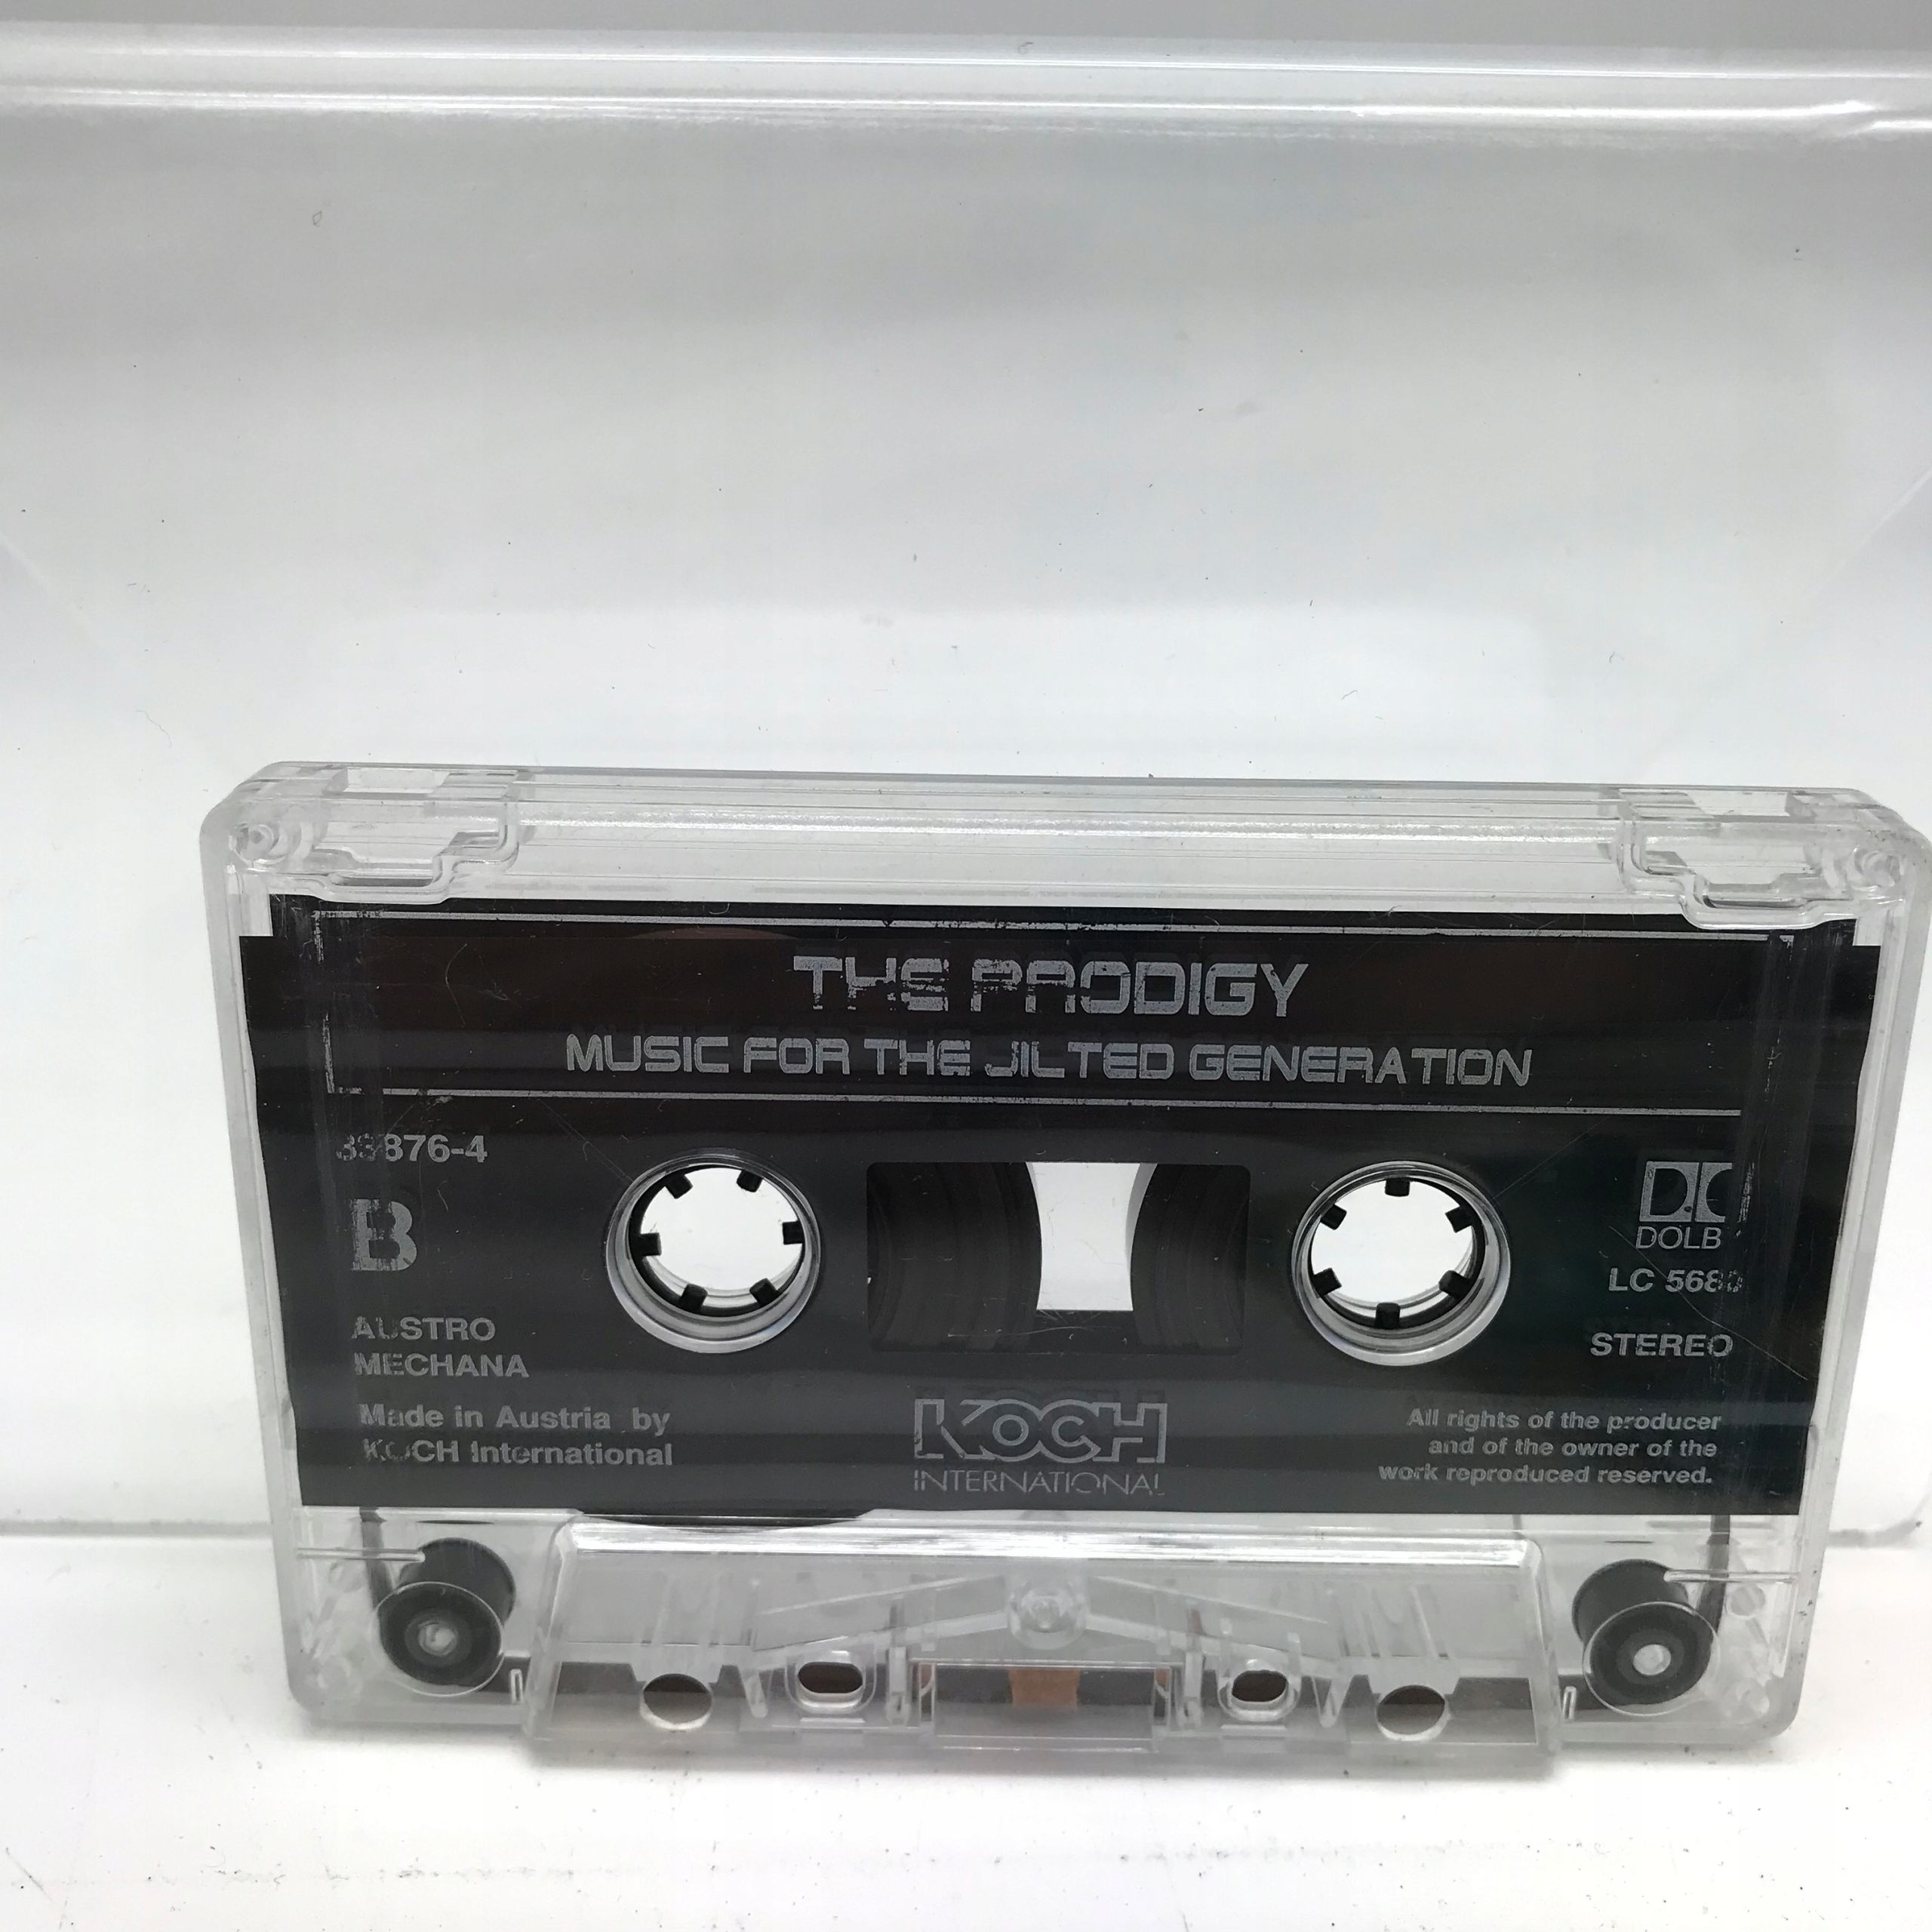 THE PRODIGY
MUSIC FOR THE JILTED GENERATION
B
AUSTRO
MECHANA
Made in Austria by
KOCH International
KOCH
INTERNATIONAL
DOLB
STEREO
All rights of the producer
and of the owner of the
work reproduced reserved.